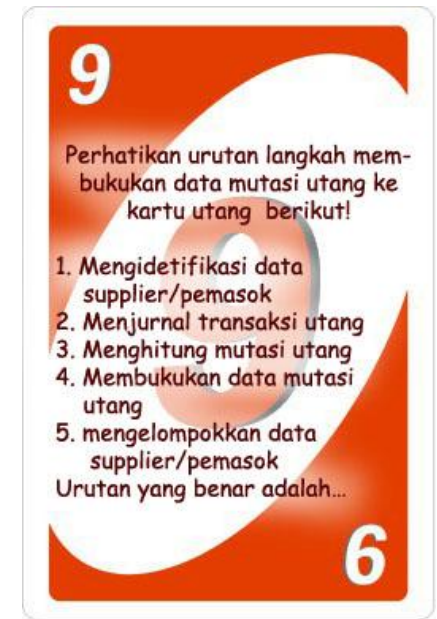 9
Perhatikan urutan langkah mem-
bukukan data mutasi utang ke
kartu utang berikut!
1. Mengidetifikasi data
supplier/pemasok
2. Menjurnal transaksi utang
3. Menghitung mutasi utang
4. Membukukan data mutasi
utang
5. mengelompokkan data
supplier/pemasok
Urutan yang benar adalah...
9